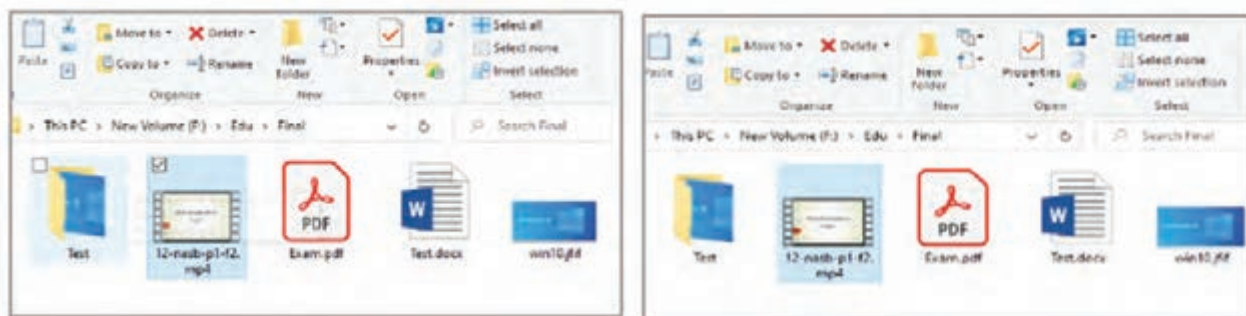 Move to Delete Select all
Paste Copy to Rename New folder Properties Select none
Invert selection
Organize New Open Select
> This PC > New Volume (F:) > Edu > Final Search Final
Test 12-nasb-p1-f2.mp4 PDF Exam.pdf W Test.docx win10.jfif
Move to Delete Select all
Paste Copy to Rename New folder Properties Select none
Invert selection
Organize New Open Select
> This PC > New Volume (F:) > Edu > Final Search Final
Test 12-nasb-p1-f2.mp4 PDF Exam.pdf W Test.docx win10.jfif